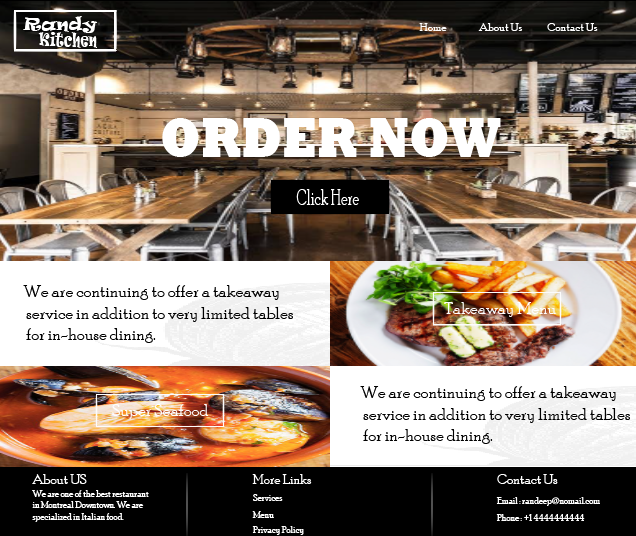 Randy
Kitchen
Home About Us Contact Us
ORDER NOW
Click Here
We are continuing to offer a takeaway
service in addition to very limited tables
for in-house dining.
Takeaway Menu
Super Seafood
We are continuing to offer a takeaway
service in addition to very limited tables
for in-house dining.
About US
We are one of the best restaurant
in Montreal Downtown. We are
specialized in Italian food.
More Links
Services
Menu
Privacy Policy
Contact Us
Email : randeep@nomail.com
Phone : +1 4444444444